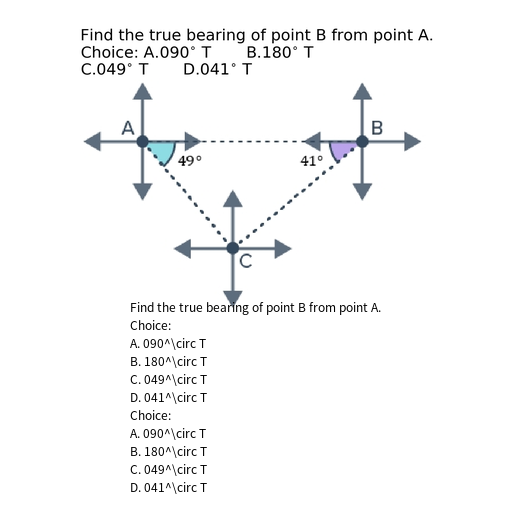 Find the true bearing of point B from point A.
Choice: A.090° T B.180° T
C.049° T D.041° T
A
B
49°
41°
C
Find the true bearing of point B from point A.
Choice:
A. 090^\circ T
B. 180^\circ T
C. 049^\circ T
D. 041^\circ T
Choice:
A. 090^\circ T
B. 180^\circ T
C. 049^\circ T
D. 041^\circ T